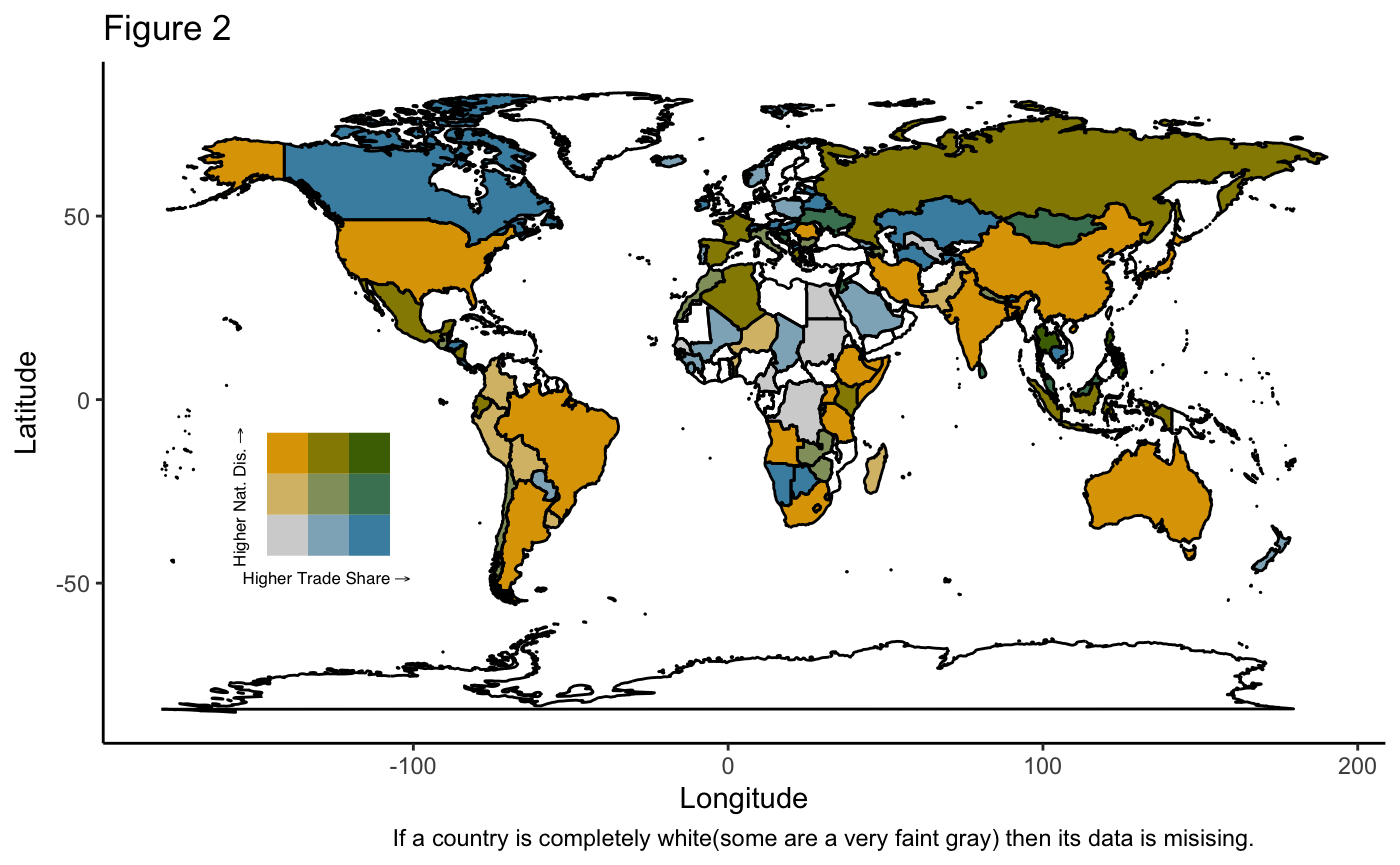 Figure 2
Latitude
50
0
-50
Higher Nat. Dis. →
Higher Trade Share →
-100
0
100
200
Longitude
If a country is completely white(some are a very faint gray) then its data is misising.